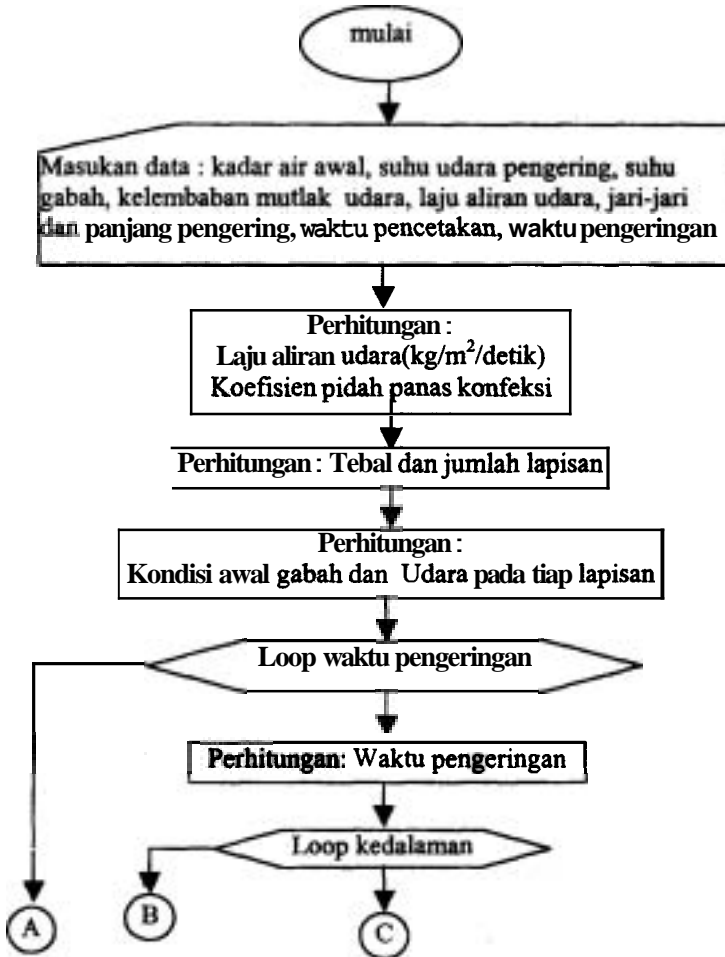 mulai
Masukan data : kadar air awal, suhu udara pengering, suhu
gabah, kelembaban mutlak udara, laju aliran udara, jari-jari
dan panjang pengering, waktu pencetakan, waktu pengeringan
Perhitungan :
Laju aliran udara(kg/m²/detik)
Koefisien pidah panas konfeksi
Perhitungan : Tebal dan jumlah lapisan
Perhitungan :
Kondisi awal gabah dan Udara pada tiap lapisan
Loop waktu pengeringan
Perhitungan: Waktu pengeringan
Loop kedalaman
A
B
C